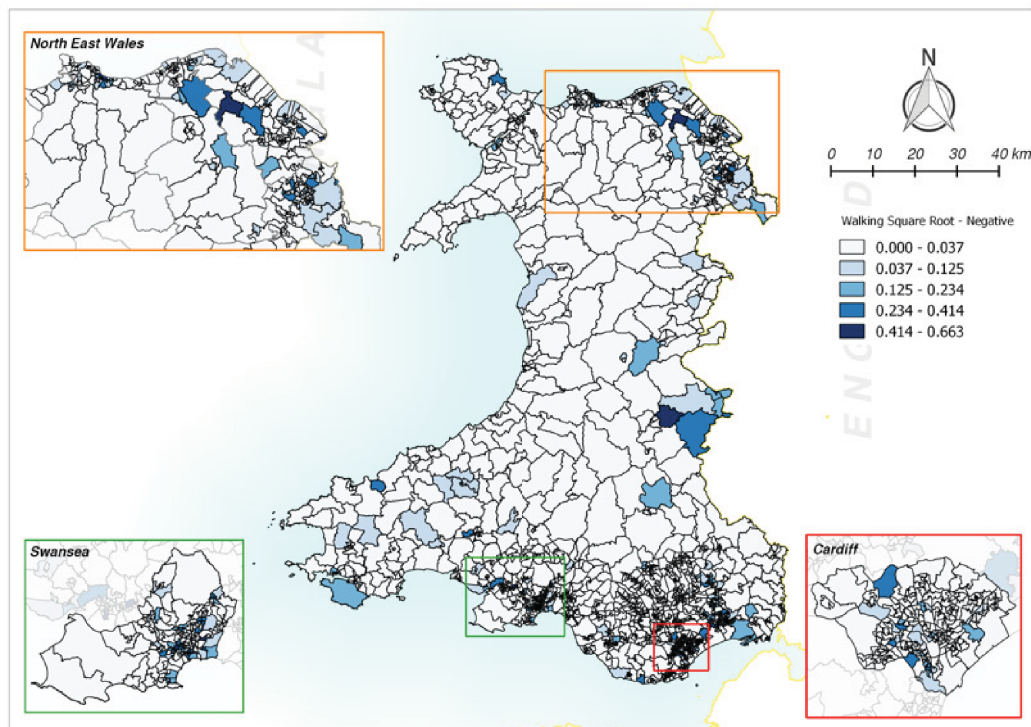 North East Wales
N
0 10 20 30 40 km
Walking Square Root - Negative
0.000 - 0.037
0.037 - 0.125
0.125 - 0.234
0.234 - 0.414
0.414 - 0.663
Swansea
Cardiff